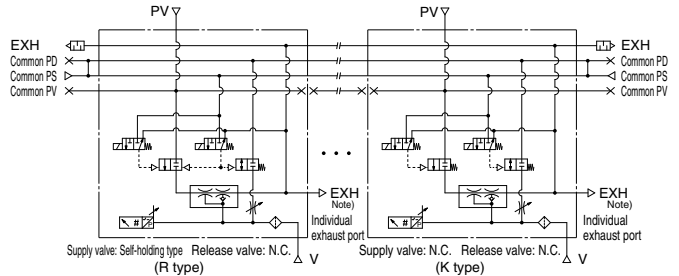 PV PV
EXH EXH
Common PD Common PD
Common PS Common PS
Common PV Common PV
EXH EXH
Note) Note)
Individual Individual
exhaust port exhaust port
# #
Supply valve: Self-holding type Release valve: N.C. V Supply valve: N.C. Release valve: N.C. V
(R type) (K type)